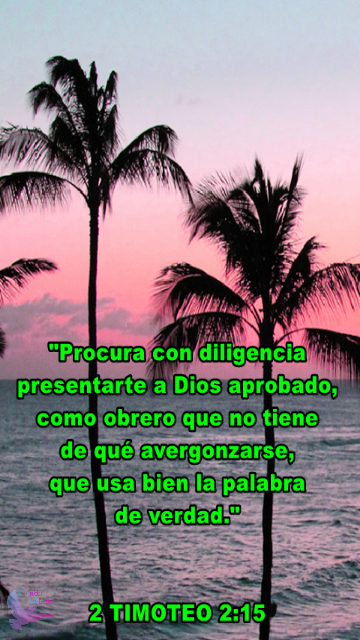 "Procura con diligencia
presentarte a Dios aprobado,
como obrero que no tiene
de qué avergonzarse,
que usa bien la palabra
de verdad."
2 TIMOTEO 2:15